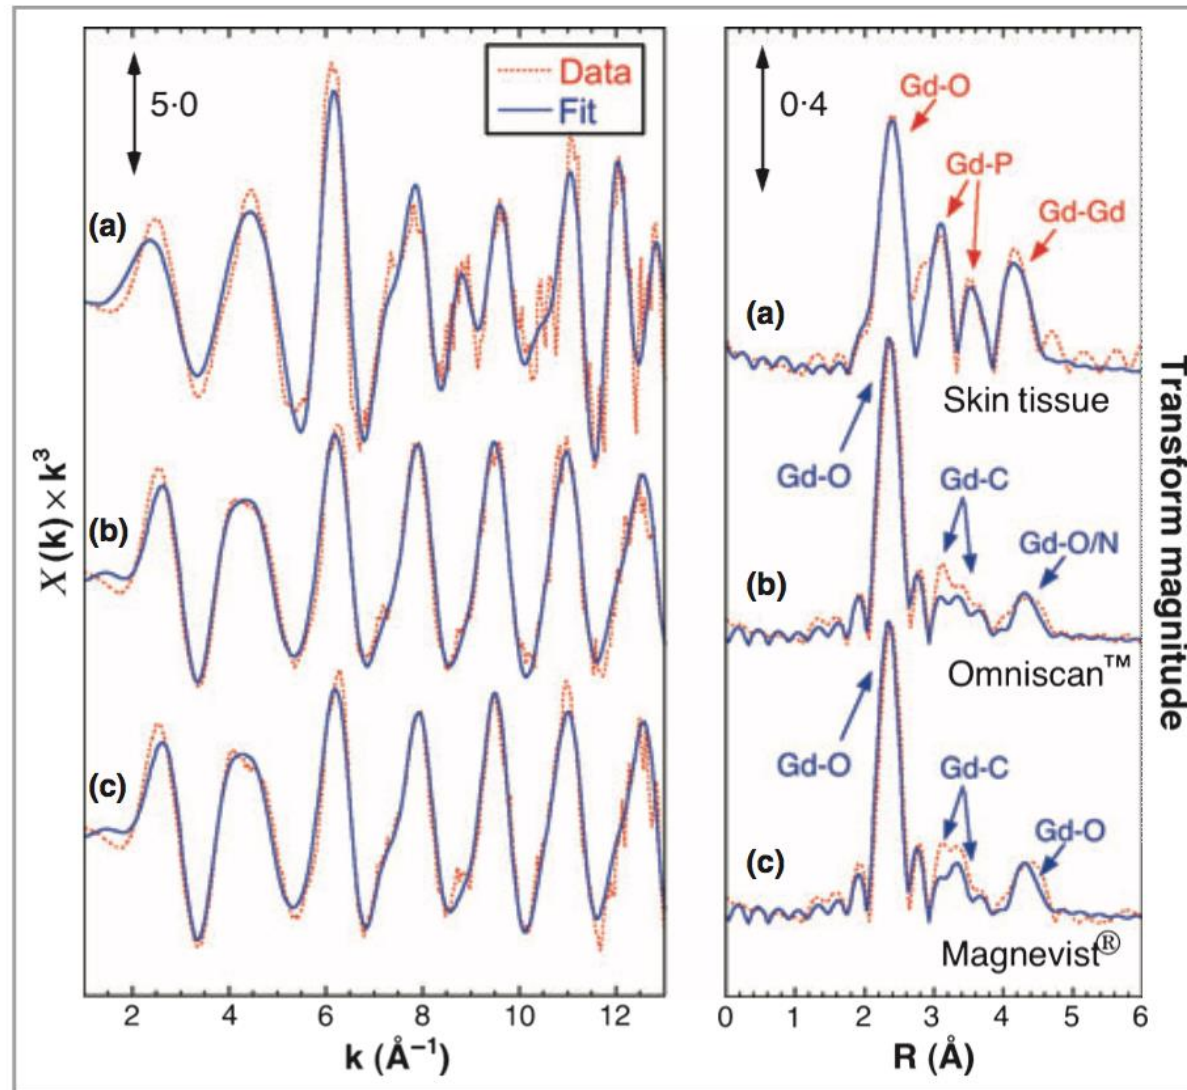 5·0
Data
Fit
(a)
(b)
(c)
X (k) × k³
2 4 6 8 10 12
k (Å⁻¹)
0·4
Gd-O
Gd-P
Gd-Gd
(a)
Skin tissue
Gd-O
Gd-C
Gd-O/N
(b)
Omniscan™
Gd-O
Gd-C
Gd-O
(c)
Magnevist®
0 1 2 3 4 5 6
R (Å)
Transform magnitude